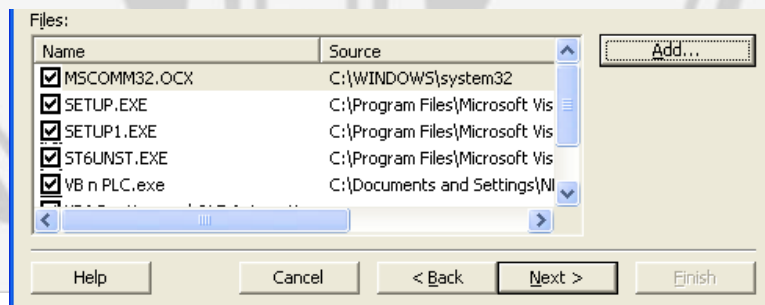 Files:
Name Source Add...
MSCOMM32.OCX C:\WINDOWS\system32
SETUP.EXE C:\Program Files\Microsoft Vis
SETUP1.EXE C:\Program Files\Microsoft Vis
ST6UNST.EXE C:\Program Files\Microsoft Vis
VB n PLC.exe C:\Documents and Settings\NI
Help Cancel < Back Next > Finish